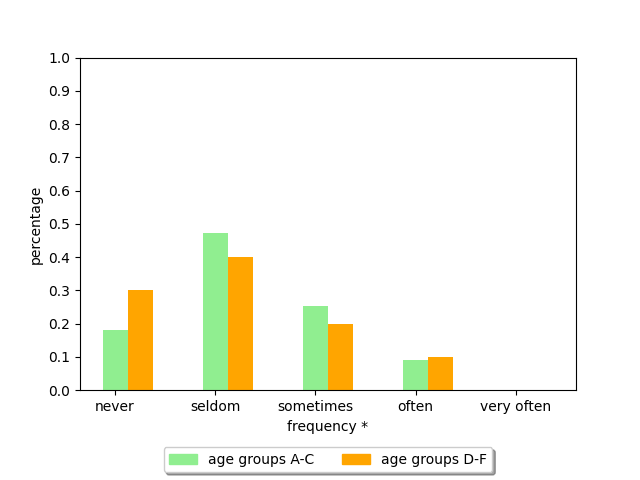 1.0
0.9
0.8
0.7
0.6
0.5
0.4
0.3
0.2
0.1
0.0
percentage
never seldom sometimes often very often
frequency *
age groups A-C age groups D-F